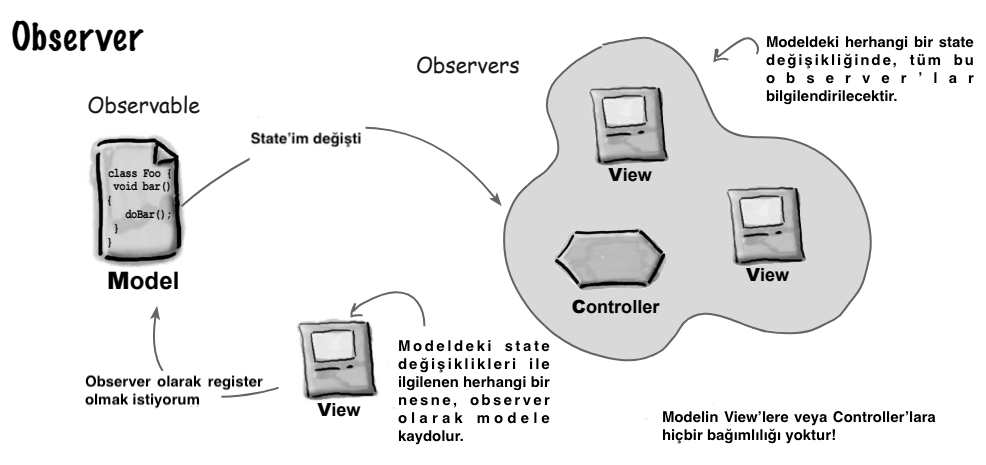 Observer
Observers
Modeldeki herhangi bir state
değişikliğinde, tüm bu
observer'lar
bilgilendirilecektir.
Observable
State'im değişti
class Foo {
void bar()
{
doBar();
}
}
Model
View
View
Controller
Observer olarak register
olmak istiyorum
View
Modeldeki state
değişiklikleri ile
ilgilenen herhangi bir
nesne, observer
olarak modele
kaydolur.
Modelin View'lere veya Controller'lara
hiçbir bağımlılığı yoktur!